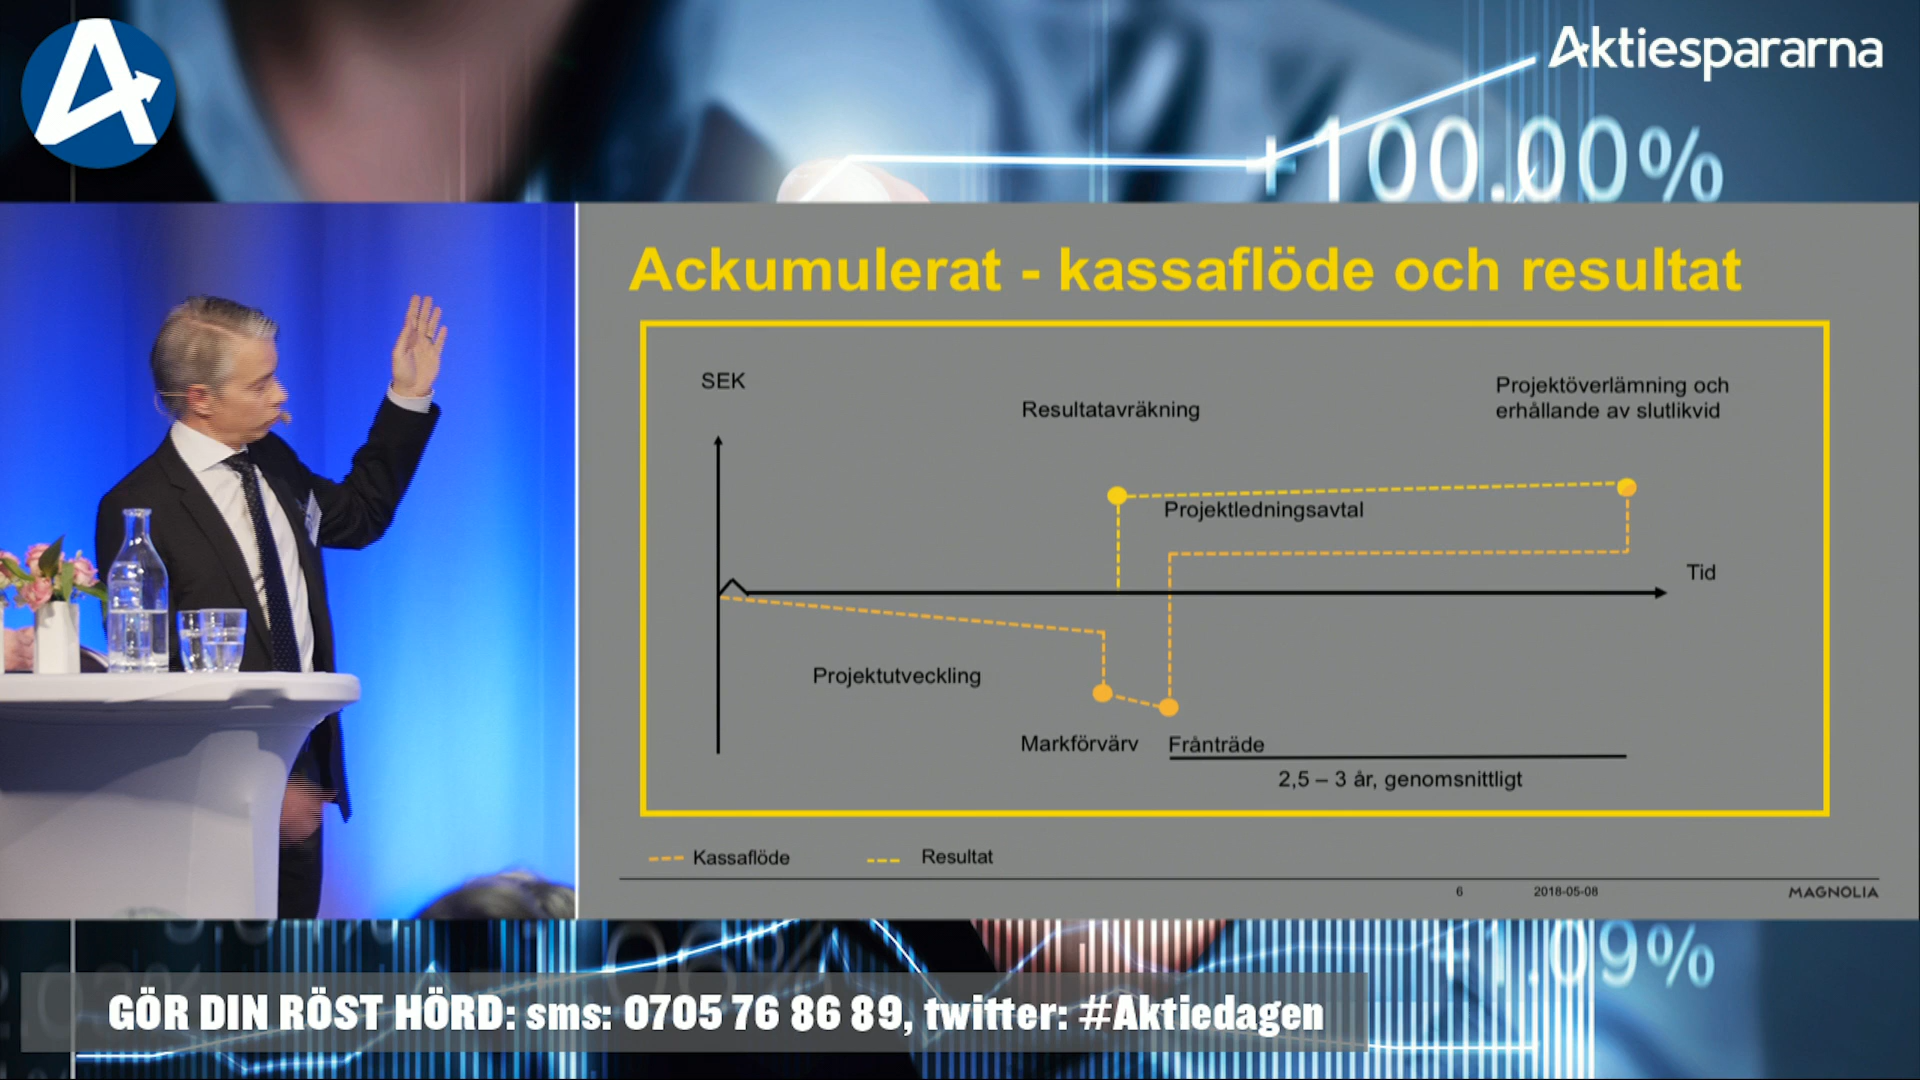 Aktiespararna
+100.00%
Ackumulerat - kassaflöde och resultat
SEK
Resultatavräkning
Projektöverlämning och
erhållande av slutlikvid
Projektledningsavtal
Tid
Projektutveckling
Markförvärv
Frånträde
2,5 – 3 år, genomsnittligt
Kassaflöde
Resultat
6
2018-05-08
MAGNOLIA
GÖR DIN RÖST HÖRD: sms: 0705 76 86 89, twitter: #Aktiedagen